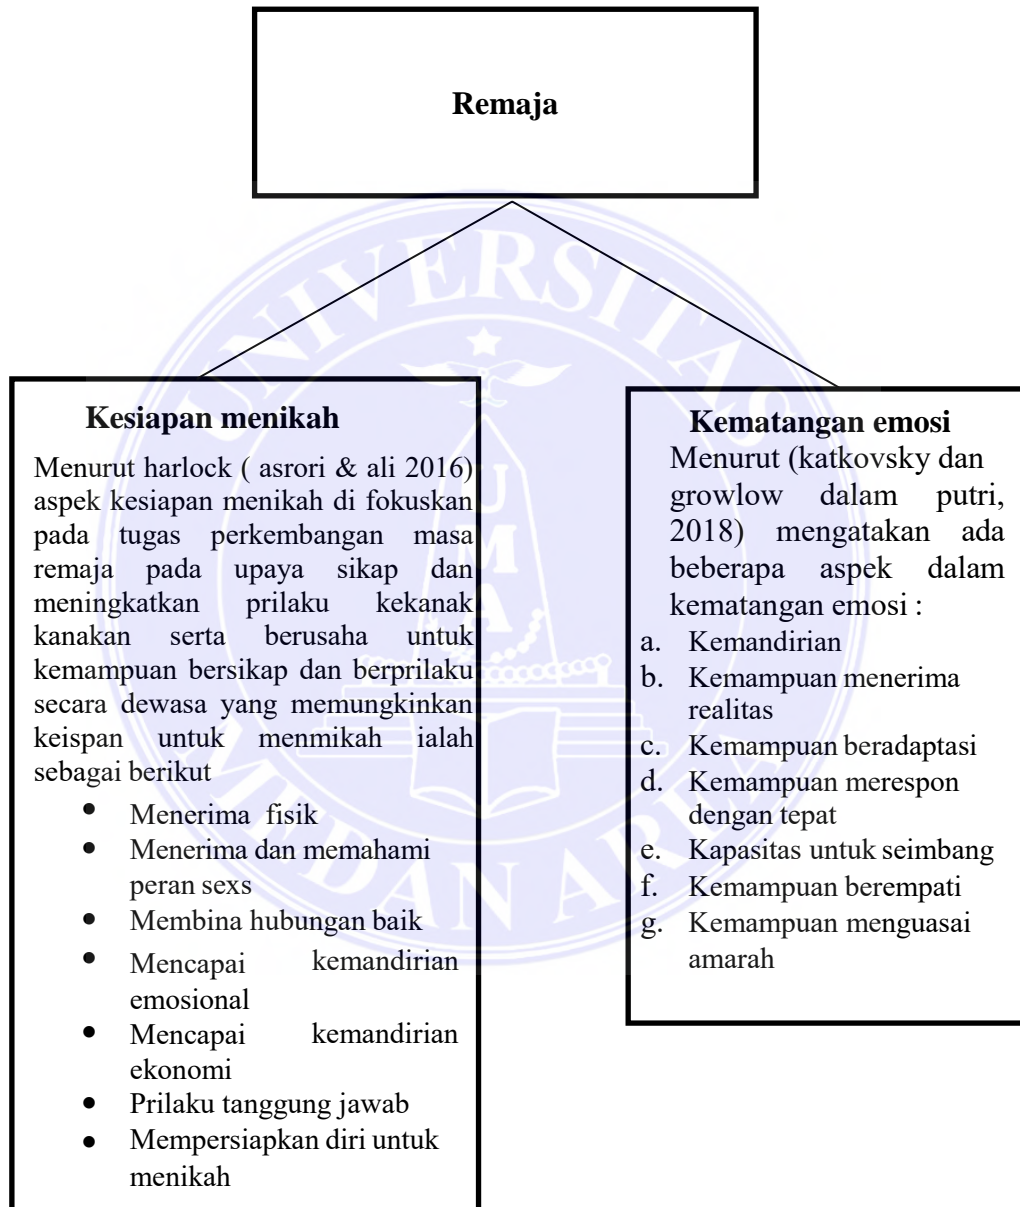 Remaja
Kesiapan menikah
Menurut harlock ( asrori & ali 2016)
aspek kesiapan menikah di fokuskan
pada tugas perkembangan masa
remaja pada upaya sikap dan
meningkatkan prilaku kekanak
kanakan serta berusaha untuk
kemampuan bersikap dan berprilaku
secara dewasa yang memungkinkan
keispan untuk menmikah ialah
sebagai berikut
• Menerima fisik
• Menerima dan memahami
peran sexs
• Membina hubungan baik
• Mencapai kemandirian
emosional
• Mencapai kemandirian
ekonomi
• Prilaku tanggung jawab
• Mempersiapkan diri untuk
menikah
Kematangan emosi
Menurut (katkovsky dan
growlow dalam putri,
2018) mengatakan ada
beberapa aspek dalam
kematangan emosi :
a. Kemandirian
b. Kemampuan menerima
realitas
c. Kemampuan beradaptasi
d. Kemampuan merespon
dengan tepat
e. Kapasitas untuk seimbang
f. Kemampuan berempati
g. Kemampuan menguasai
amarah
UNIVERSITAS
UMA
MEDAN AREA